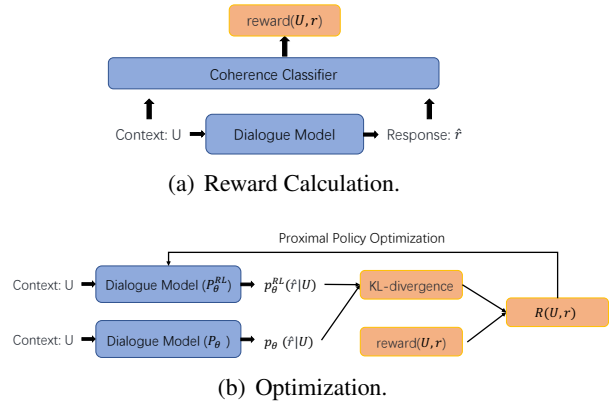 reward(U,r)
Coherence Classifier
Context: U
Dialogue Model
Response: r̂
(a) Reward Calculation.
Proximal Policy Optimization
Context: U
Dialogue Model (P_θ^{RL})
p_θ^{RL}(r̂|U)
KL-divergence
R(U,r)
Context: U
Dialogue Model (P_θ )
p_θ (r̂|U)
reward(U,r)
(b) Optimization.